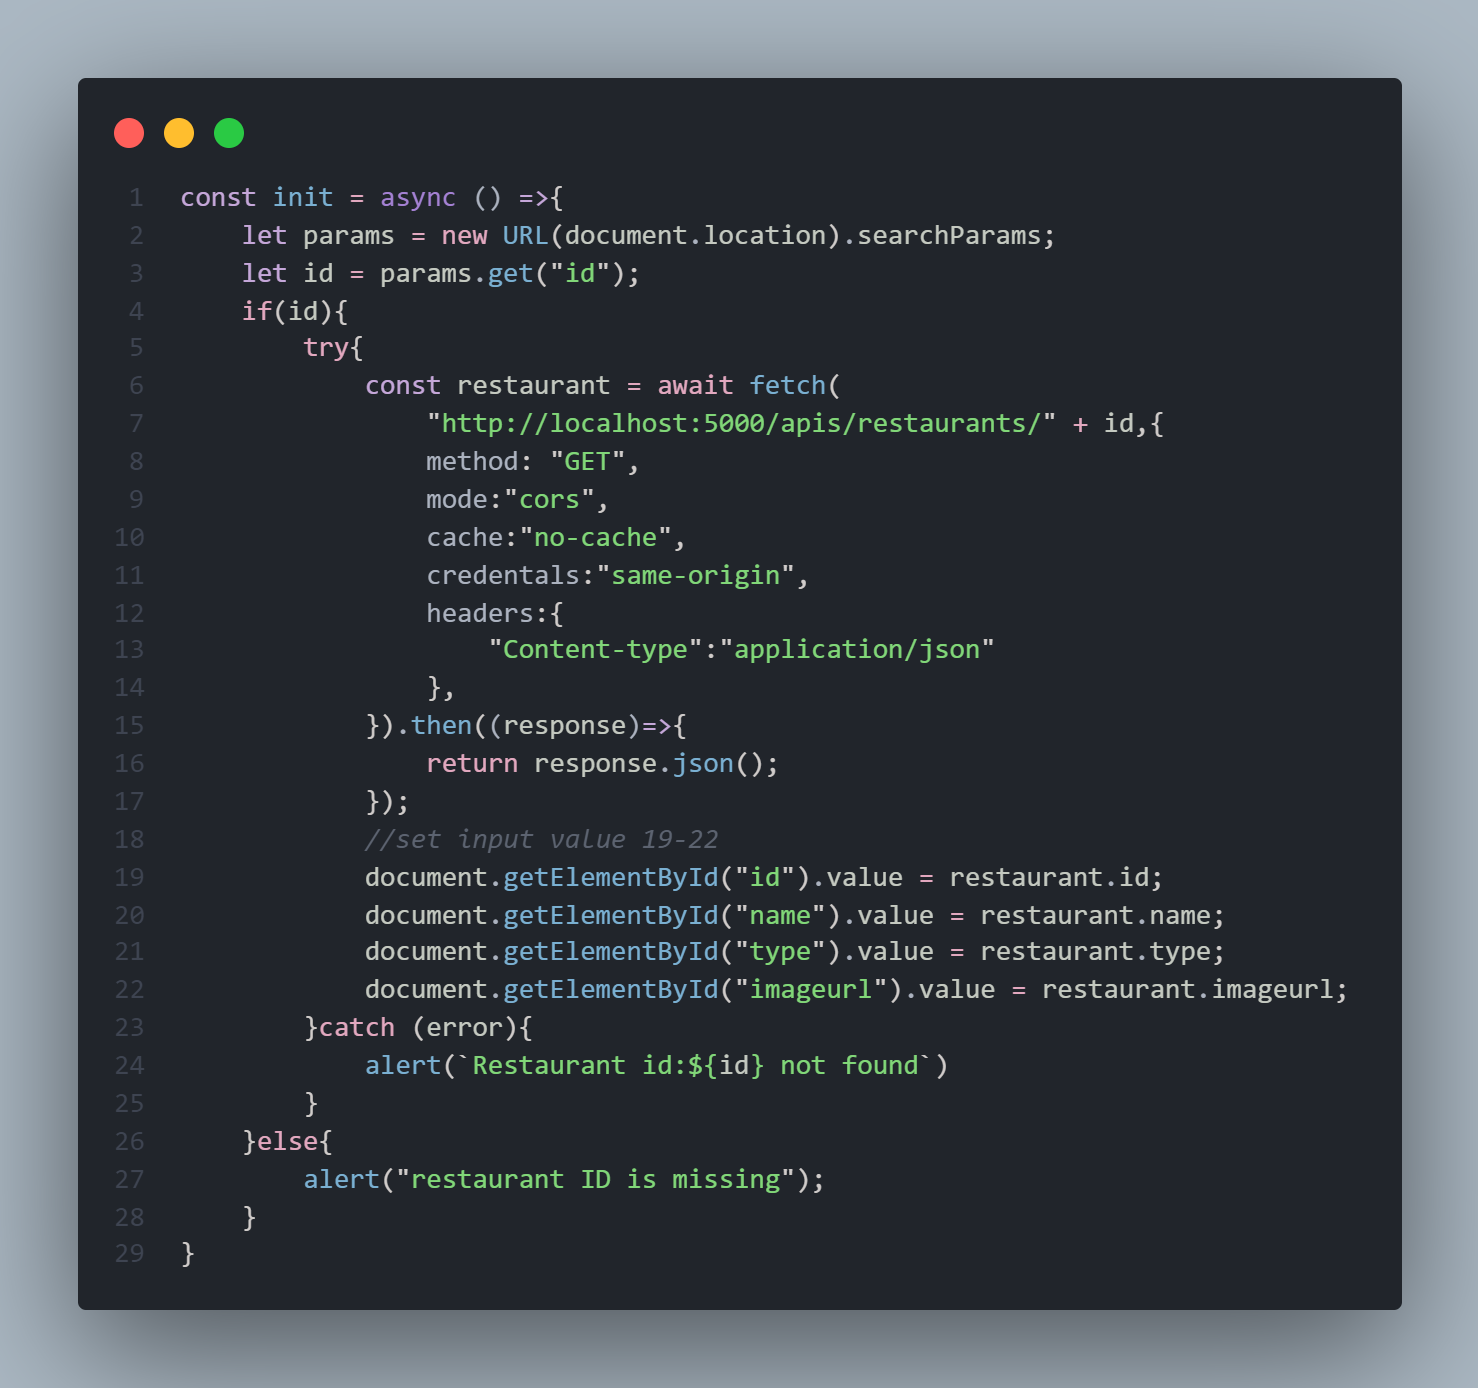 1 const init = async () =>{
2     let params = new URL(document.location).searchParams;
3     let id = params.get("id");
4     if(id){
5         try{
6             const restaurant = await fetch(
7                 "http://localhost:5000/apis/restaurants/" + id,{
8                 method: "GET",
9                 mode:"cors",
10                 cache:"no-cache",
11                 credentals:"same-origin",
12                 headers:{
13                     "Content-type":"application/json"
14                 },
15             }).then((response)=>{
16                 return response.json();
17             });
18             //set input value 19-22
19             document.getElementById("id").value = restaurant.id;
20             document.getElementById("name").value = restaurant.name;
21             document.getElementById("type").value = restaurant.type;
22             document.getElementById("imageurl").value = restaurant.imageurl;
23         }catch (error){
24             alert(`Restaurant id:${id} not found`)
25         }
26     }else{
27         alert("restaurant ID is missing");
28     }
29 }